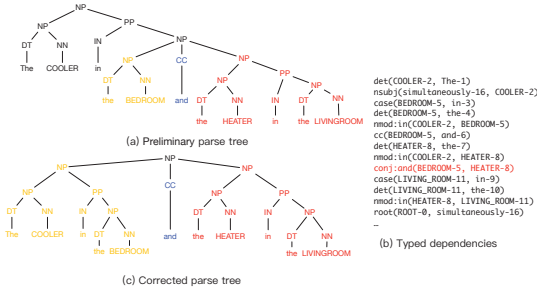 NP
NP PP
DT NN IN NP
The COOLER in NP CC NP
DT NN NP PP
the BEDROOM and DT NN IN NP
the HEATER in DT NN
the LIVINGROOM
(a) Preliminary parse tree
NP
NP CC NP
NP PP NP PP
DT NN IN NP DT NN IN NP
The COOLER in DT NN and the HEATER in DT NN
the BEDROOM the LIVINGROOM
(c) Corrected parse tree
det(COOLER-2, The-1)
nsubj(simultaneously-16, COOLER-2)
case(BEDROOM-5, in-3)
det(BEDROOM-5, the-4)
nmod:in(COOLER-2, BEDROOM-5)
cc(BEDROOM-5, and-6)
det(HEATER-8, the-7)
nmod:in(COOLER-2, HEATER-8)
conj:and(BEDROOM-5, HEATER-8)
case(LIVING_ROOM-11, in-9)
det(LIVING_ROOM-11, the-10)
nmod:in(HEATER-8, LIVING_ROOM-11)
root(ROOT-0, simultaneously-16)
…
(b) Typed dependencies